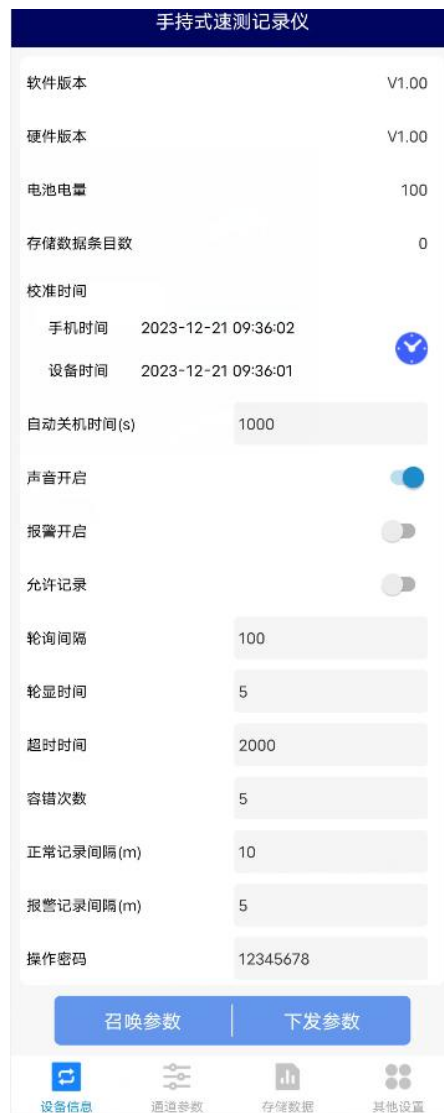 手持式速测记录仪
软件版本 V1.00
硬件版本 V1.00
电池电量 100
存储数据条目数 0
校准时间
手机时间 2023-12-21 09:36:02
设备时间 2023-12-21 09:36:01
自动关机时间(s) 1000
声音开启
报警开启
允许记录
轮询间隔 100
轮显时间 5
超时时间 2000
容错次数 5
正常记录间隔(m) 10
报警记录间隔(m) 5
操作密码 12345678
召唤参数 下发参数
设备信息 通道参数 存储数据 其他设置